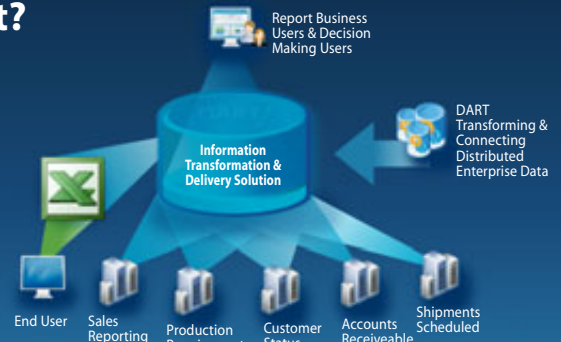 t?
Report Business
Users & Decision
Making Users
DART
Transforming &
Connecting
Distributed
Enterprise Data
Information
Transformation &
Delivery Solution
End User
Sales
Reporting
Production
Customer
Accounts
Receiveable
Shipments
Scheduled